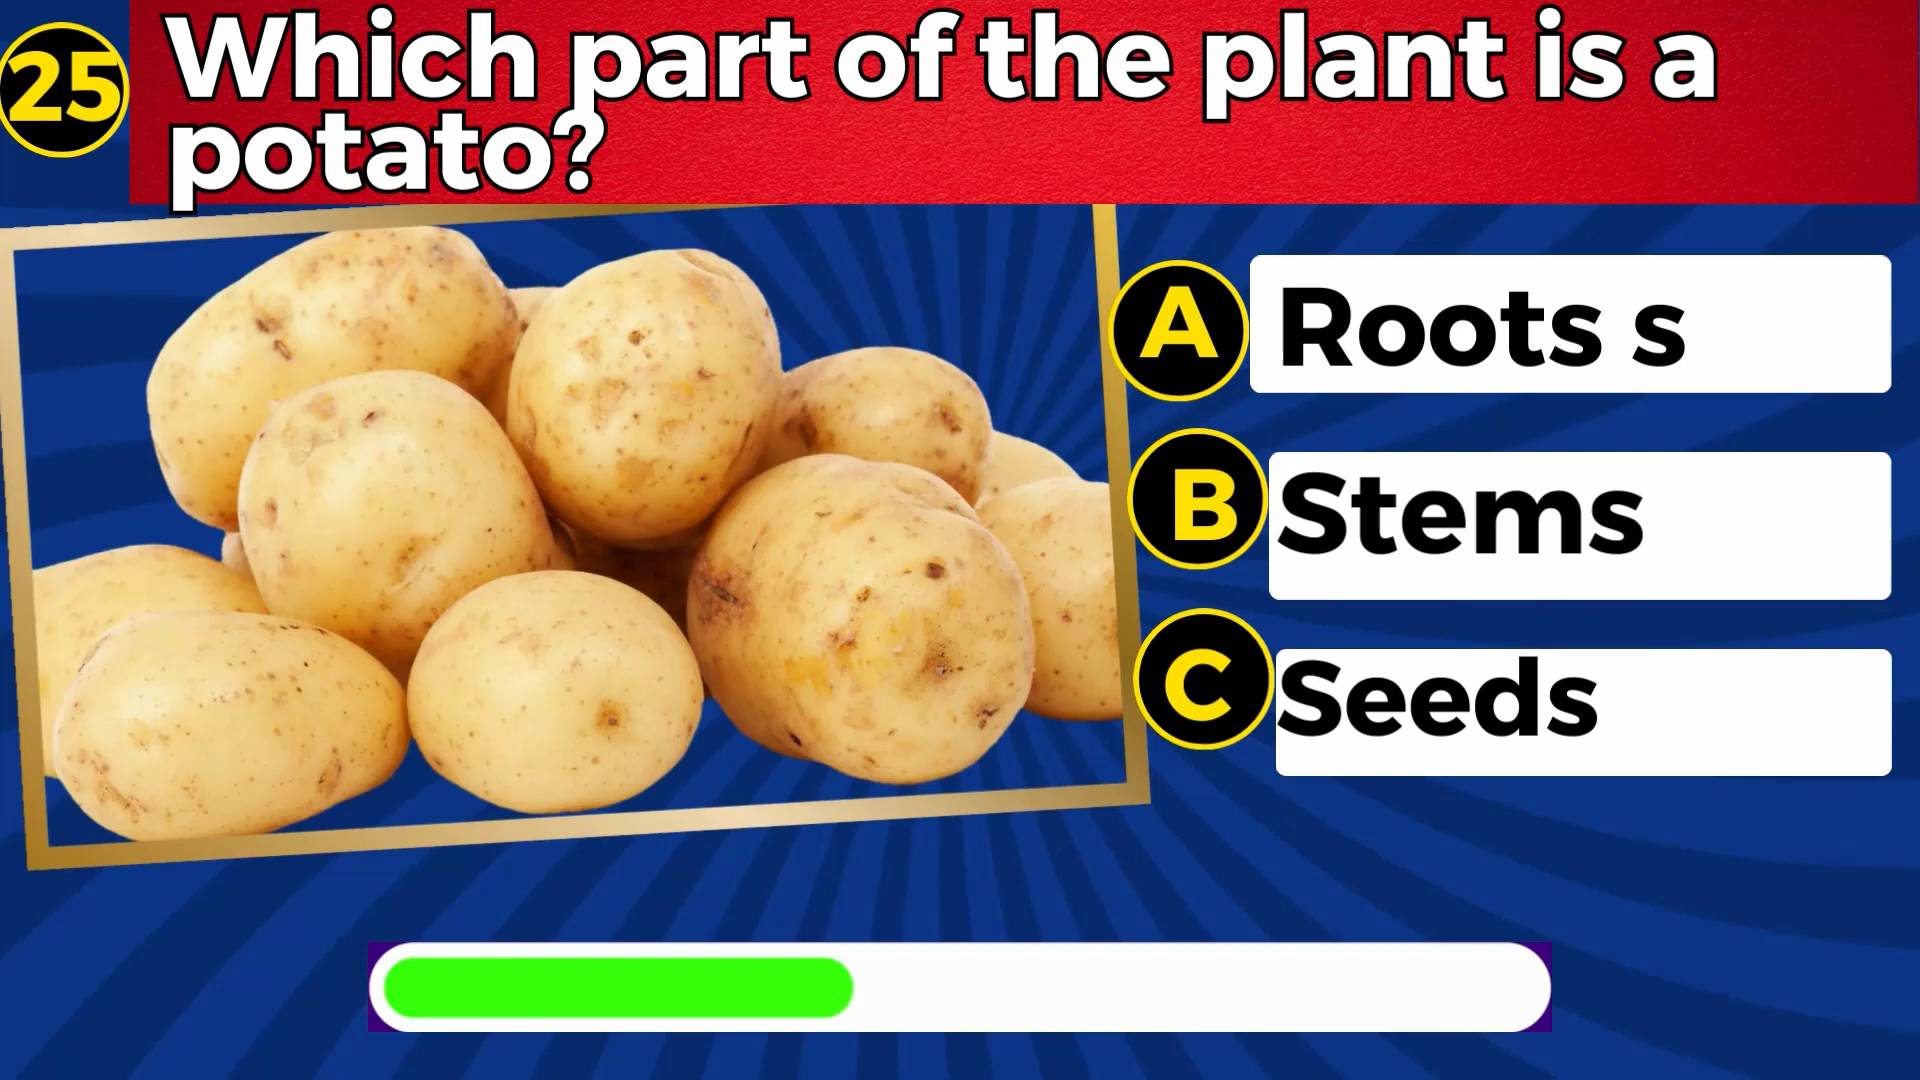 25
Which part of the plant is a
potato?
A
Roots s
B
Stems
C
Seeds